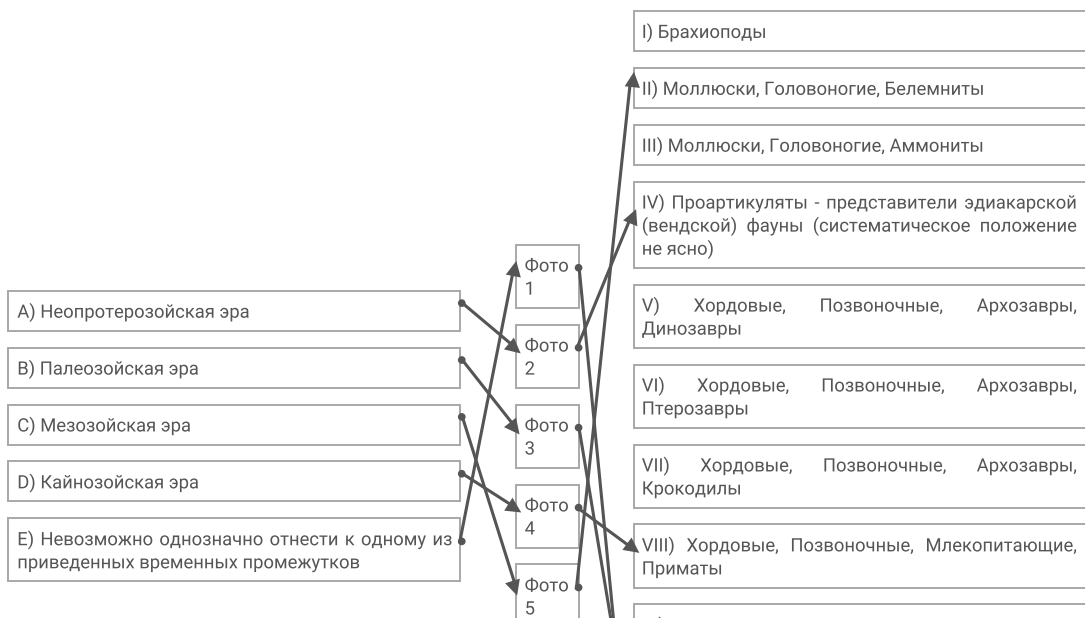 I) Брахиоподы
II) Моллюски, Головоногие, Белемниты
III) Моллюски, Головоногие, Аммониты
IV) Проартикуляты - представители эдиакарской
(вендской) фауны (систематическое положение
не ясно)
V) Хордовые, Позвоночные, Архозавры,
Динозавры
VI) Хордовые, Позвоночные, Архозавры,
Птерозавры
VII) Хордовые, Позвоночные, Архозавры,
Крокодилы
VIII) Хордовые, Позвоночные, Млекопитающие,
Приматы
Фото
1
Фото
2
Фото
3
Фото
4
Фото
5
A) Неопротерозойская эра
B) Палеозойская эра
C) Мезозойская эра
D) Кайнозойская эра
E) Невозможно однозначно отнести к одному из
приведенных временных промежутков